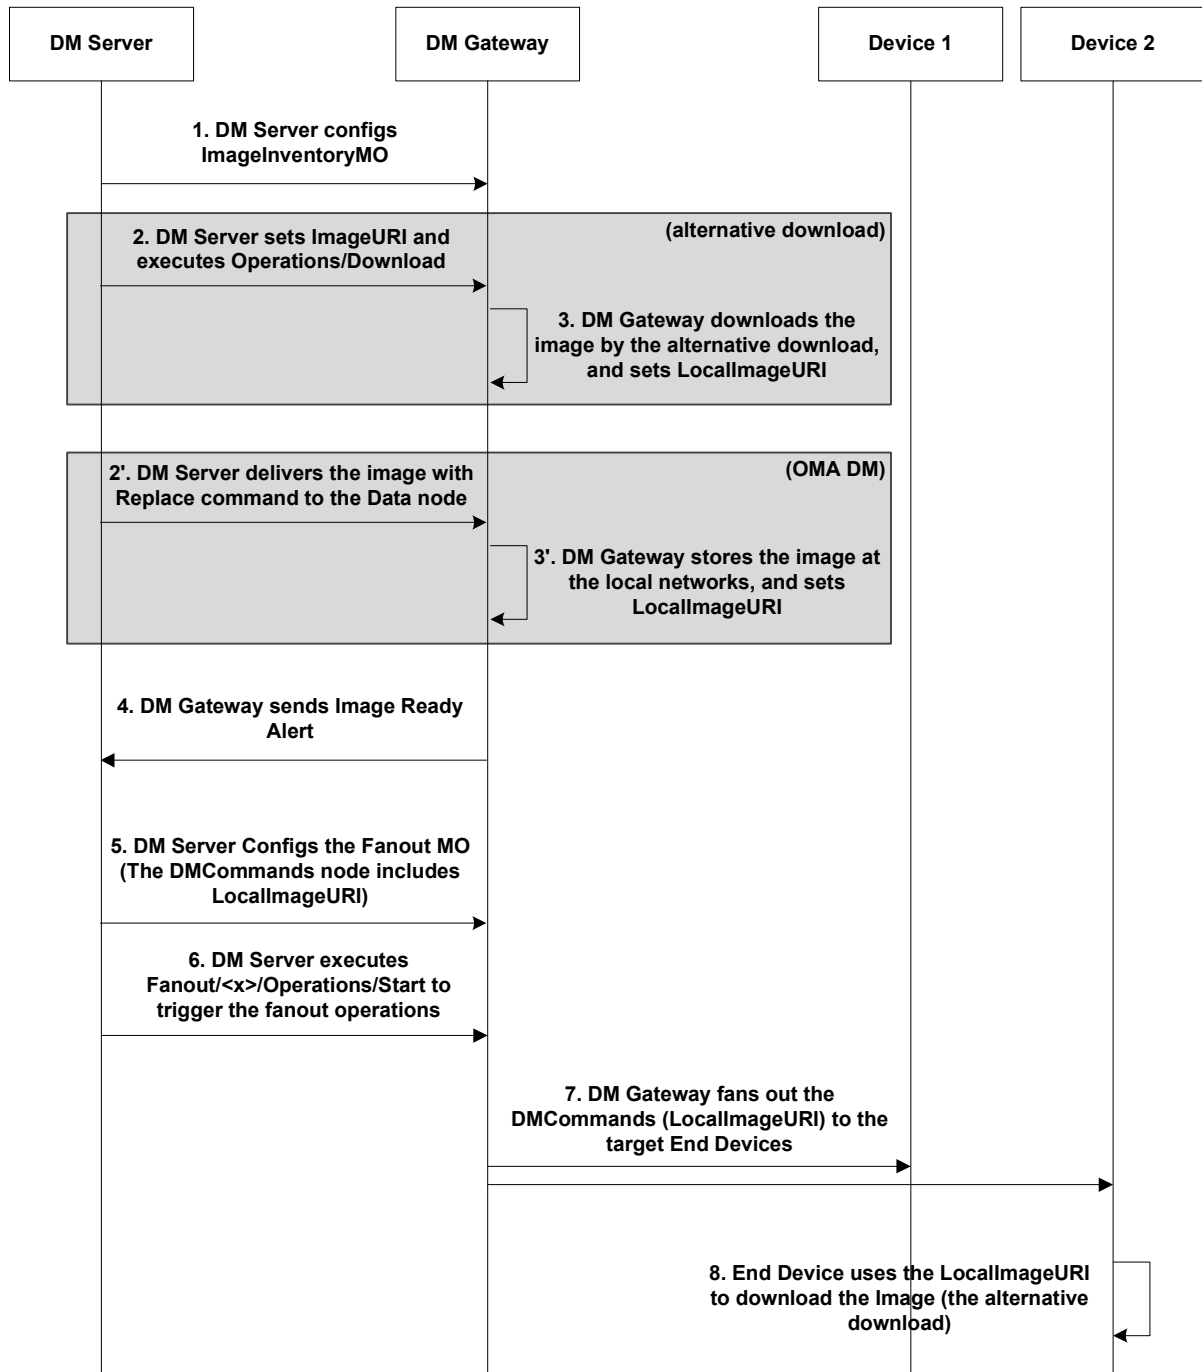 DM Server
DM Gateway
Device 1
Device 2
1. DM Server configs
ImageInventoryMO
(alternative download)
2. DM Server sets ImageURI and
executes Operations/Download
3. DM Gateway downloads the
image by the alternative download,
and sets LocalImageURI
(OMA DM)
2'. DM Server delivers the image with
Replace command to the Data node
3'. DM Gateway stores the image at
the local networks, and sets
LocalImageURI
4. DM Gateway sends Image Ready
Alert
5. DM Server Configs the Fanout MO
(The DMCommands node includes
LocalImageURI)
6. DM Server executes
Fanout/<x>/Operations/Start to
trigger the fanout operations
7. DM Gateway fans out the
DMCommands (LocalImageURI) to the
target End Devices
8. End Device uses the LocalImageURI
to download the Image (the alternative
download)